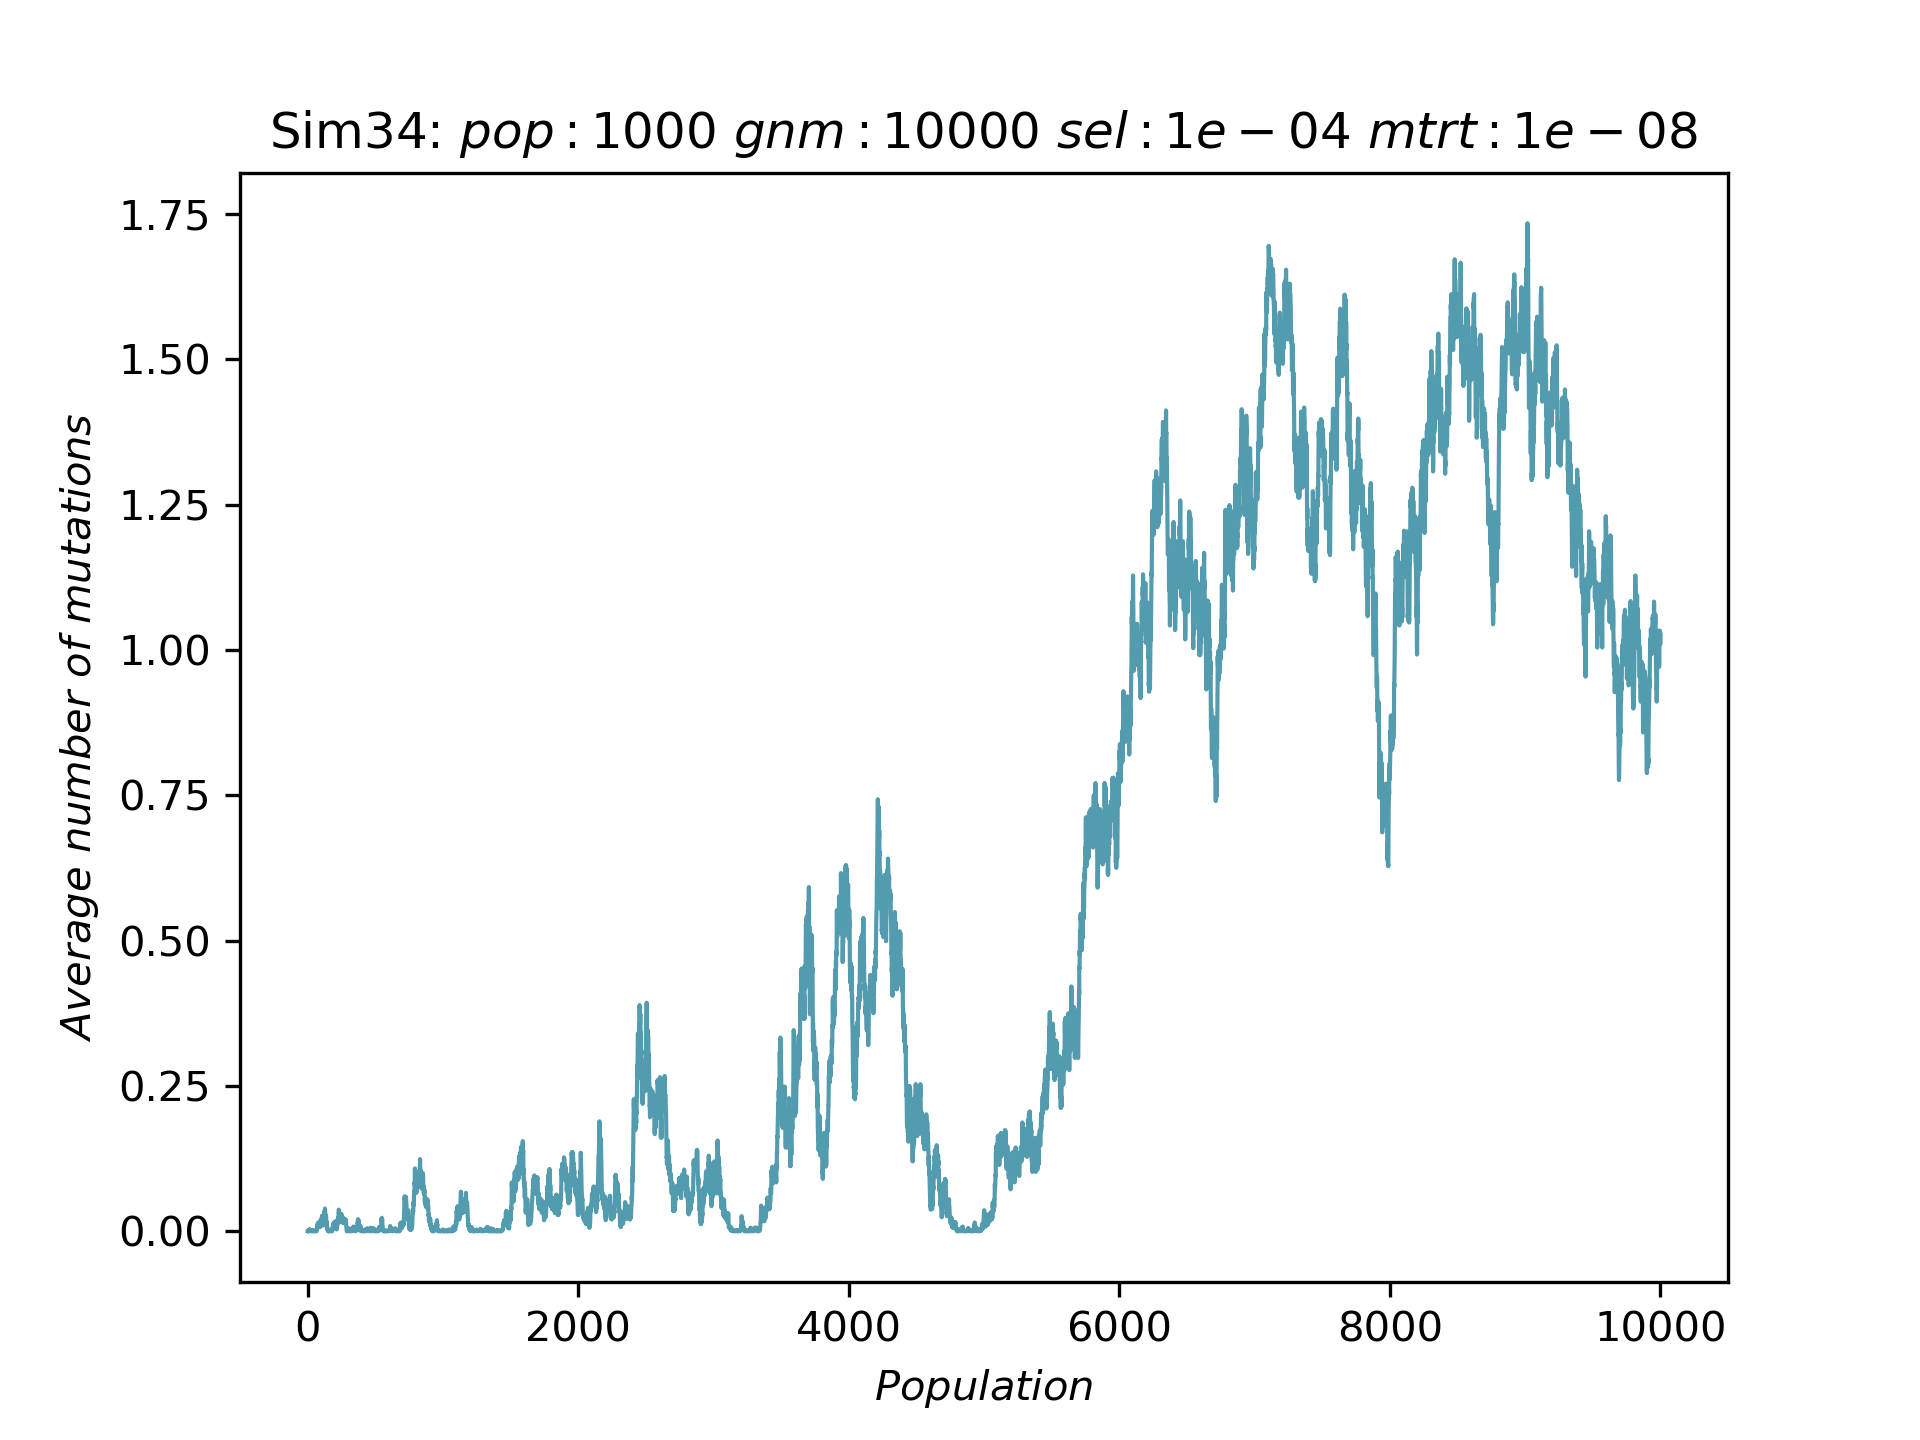 Sim34: pop : 1000 gnm : 10000 sel : 1e − 04 mtrt : 1e − 08
1.75
1.50
1.25
1.00
0.75
0.50
0.25
0.00
Average number of mutations
0 2000 4000 6000 8000 10000
Population